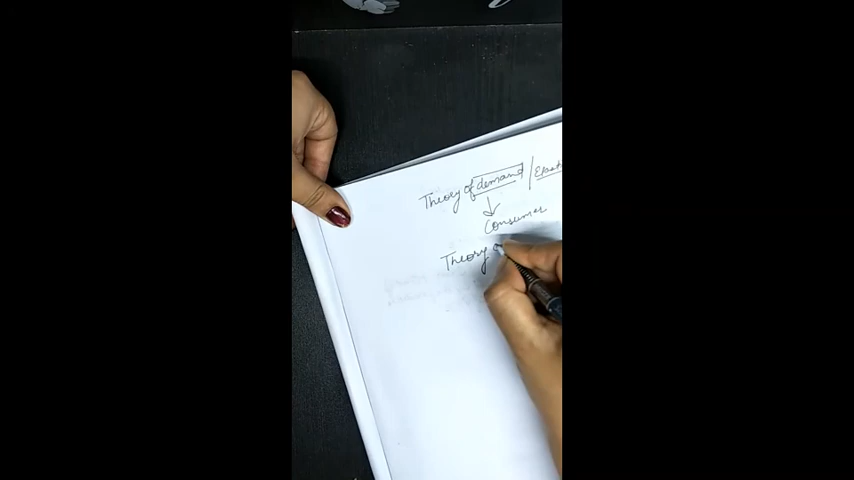 Theory of demand /
Consumer
Theory